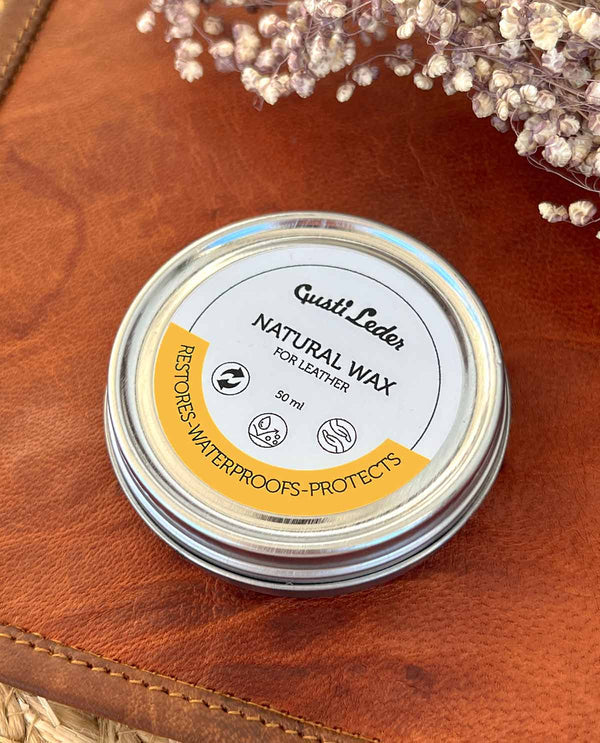 Gusti Leder
NATURAL WAX
FOR LEATHER
50 ml
RESTORES-WATERPROOFS-PROTECTS